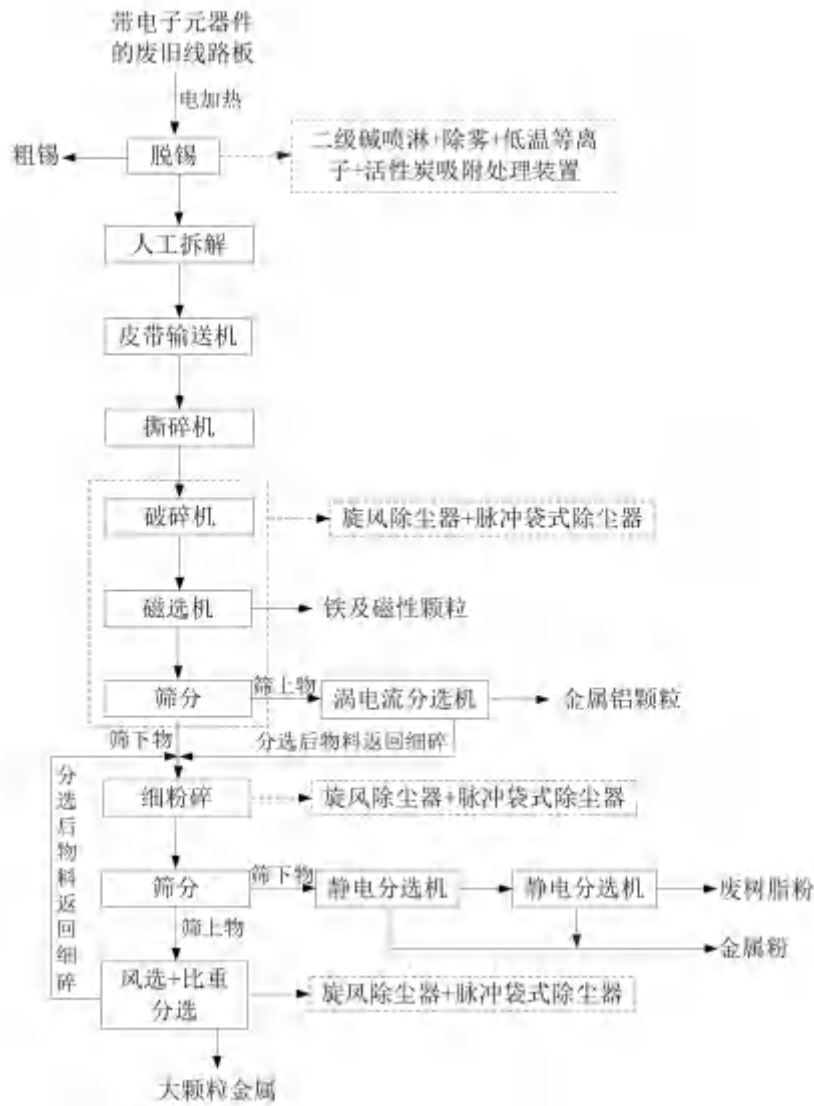 带电子元器件
的废旧线路板
电加热
粗锡
脱锡
二级碱喷淋+除雾+低温等离
子+活性炭吸附处理装置
人工拆解
皮带输送机
撕碎机
破碎机
旋风除尘器+脉冲袋式除尘器
磁选机
铁及磁性颗粒
筛分
筛上物
涡电流分选机
金属铝颗粒
筛下物
分选后物料返回细碎
分选后物料返回细碎
细粉碎
旋风除尘器+脉冲袋式除尘器
筛分
筛下物
静电分选机
静电分选机
废树脂粉
筛上物
金属粉
风选+比重
分选
旋风除尘器+脉冲袋式除尘器
大颗粒金属